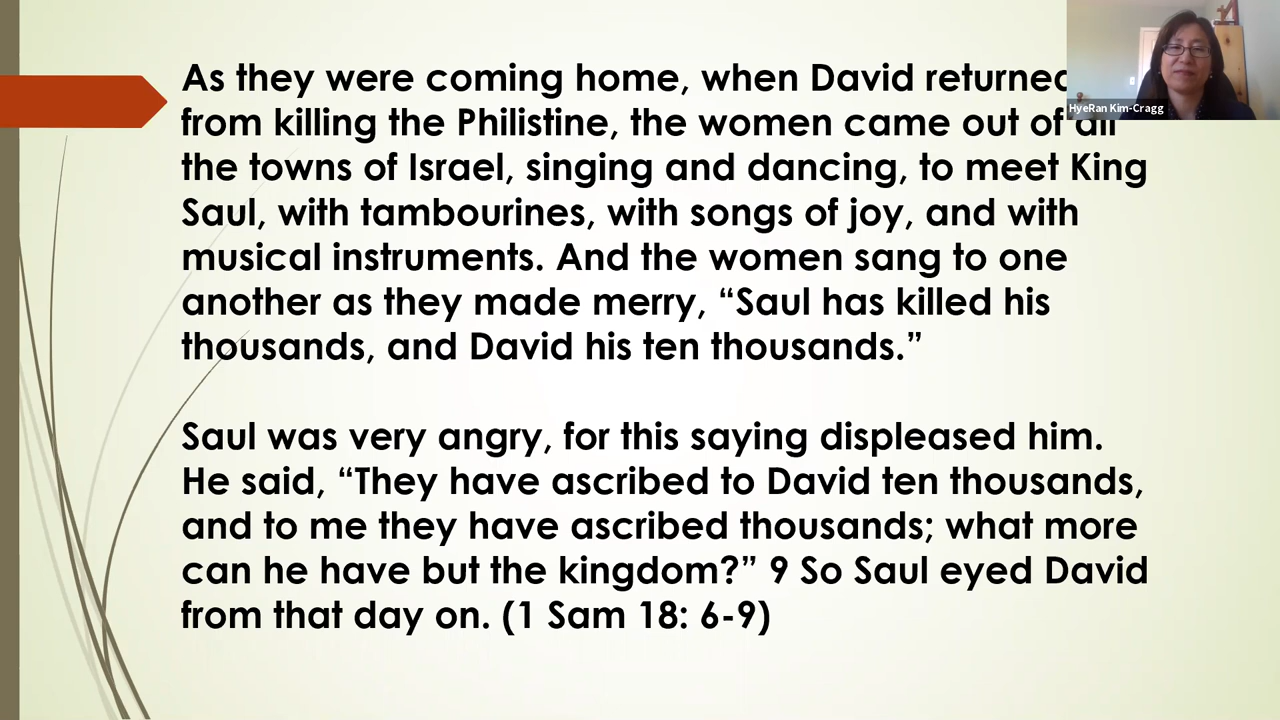 As they were coming home, when David returned
from killing the Philistine, the women came out of all
the towns of Israel, singing and dancing, to meet King
Saul, with tambourines, with songs of joy, and with
musical instruments. And the women sang to one
another as they made merry, “Saul has killed his
thousands, and David his ten thousands.”
Saul was very angry, for this saying displeased him.
He said, “They have ascribed to David ten thousands,
and to me they have ascribed thousands; what more
can he have but the kingdom?” 9 So Saul eyed David
from that day on. (1 Sam 18: 6-9)
HyeRan Kim-Cragg